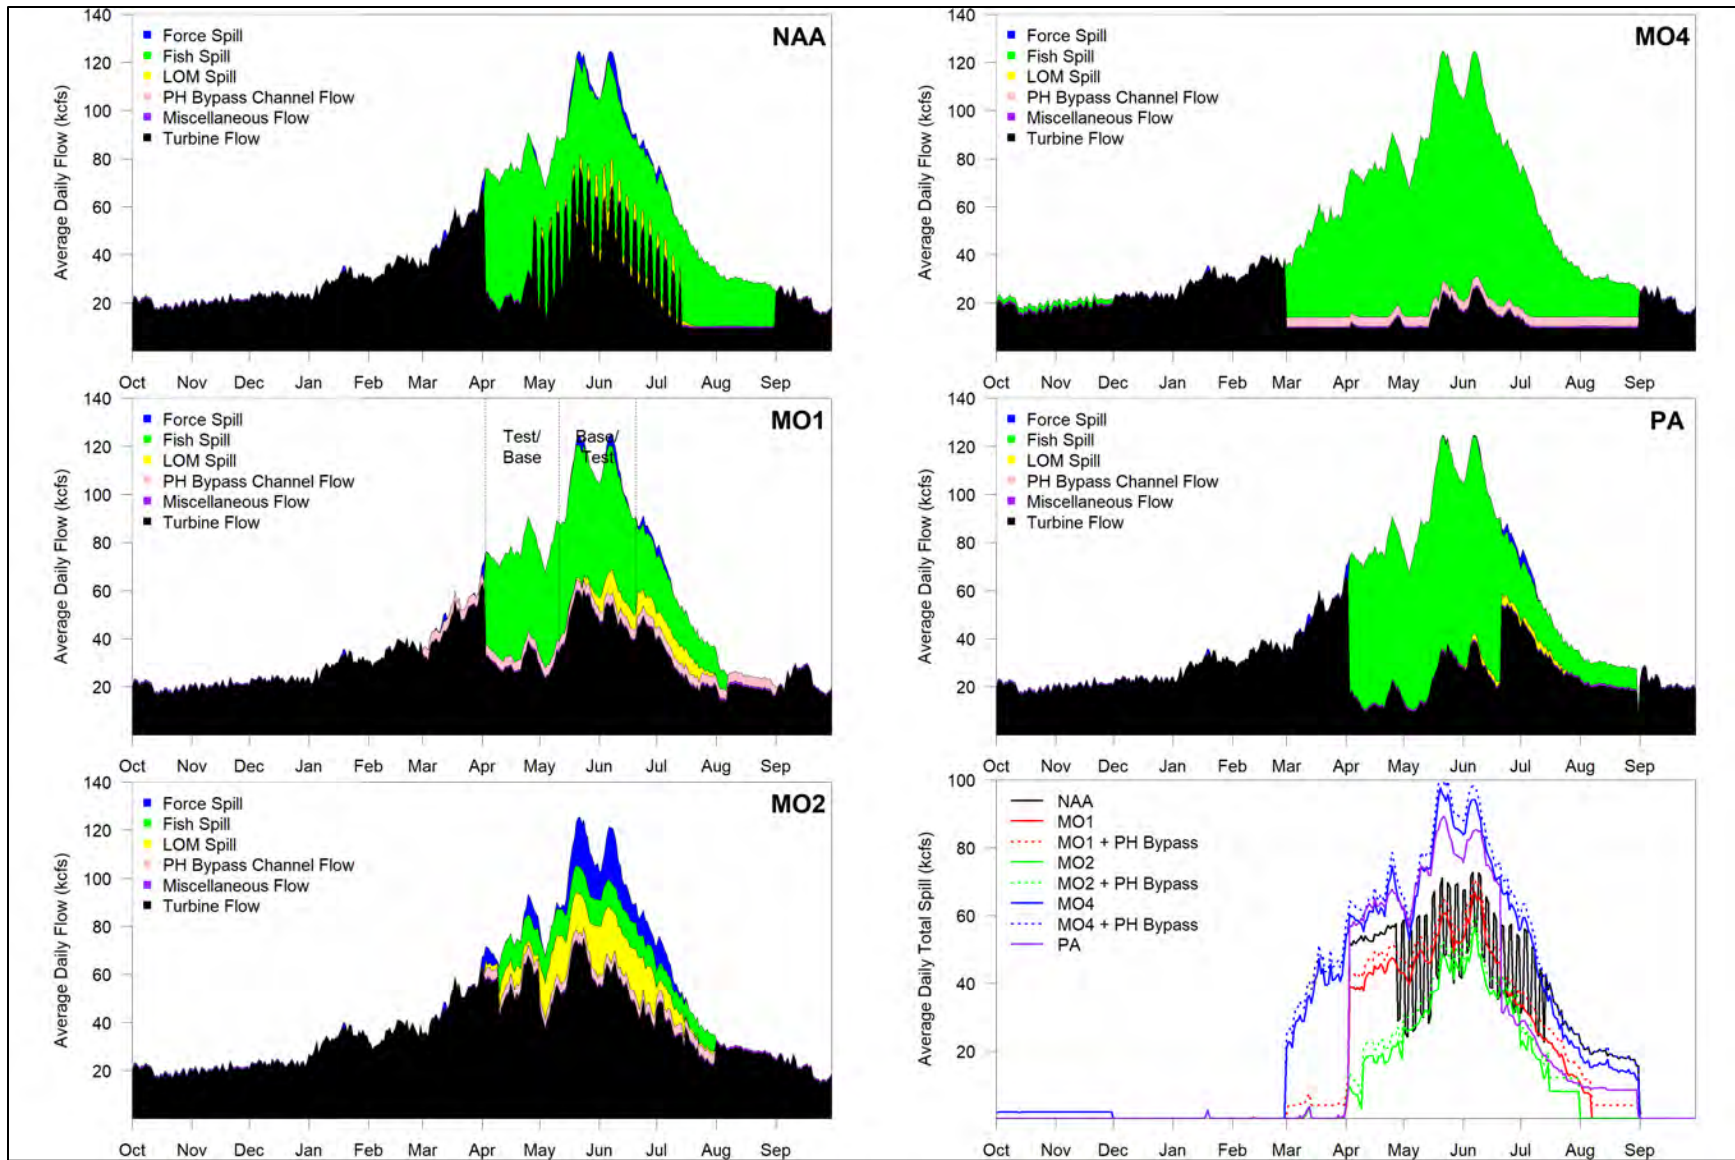 NAA
Average Daily Flow (kcfs)
140
120
100
80
60
40
20
Force Spill
Fish Spill
LOM Spill
PH Bypass Channel Flow
Miscellaneous Flow
Turbine Flow
Oct Nov Dec Jan Feb Mar Apr May Jun Jul Aug Sep
MO4
Average Daily Flow (kcfs)
140
120
100
80
60
40
20
Force Spill
Fish Spill
LOM Spill
PH Bypass Channel Flow
Miscellaneous Flow
Turbine Flow
Oct Nov Dec Jan Feb Mar Apr May Jun Jul Aug Sep
MO1
Average Daily Flow (kcfs)
140
120
100
80
60
40
20
Force Spill
Fish Spill
LOM Spill
PH Bypass Channel Flow
Miscellaneous Flow
Turbine Flow
Test/
Base
Base/
Test
Oct Nov Dec Jan Feb Mar Apr May Jun Jul Aug Sep
PA
Average Daily Flow (kcfs)
140
120
100
80
60
40
20
Force Spill
Fish Spill
LOM Spill
PH Bypass Channel Flow
Miscellaneous Flow
Turbine Flow
Oct Nov Dec Jan Feb Mar Apr May Jun Jul Aug Sep
MO2
Average Daily Flow (kcfs)
140
120
100
80
60
40
20
Force Spill
Fish Spill
LOM Spill
PH Bypass Channel Flow
Miscellaneous Flow
Turbine Flow
Oct Nov Dec Jan Feb Mar Apr May Jun Jul Aug Sep
Average Daily Total Spill (kcfs)
100
80
60
40
20
NAA
MO1
MO1 + PH Bypass
MO2
MO2 + PH Bypass
MO4
MO4 + PH Bypass
PA
Oct Nov Dec Jan Feb Mar Apr May Jun Jul Aug Sep